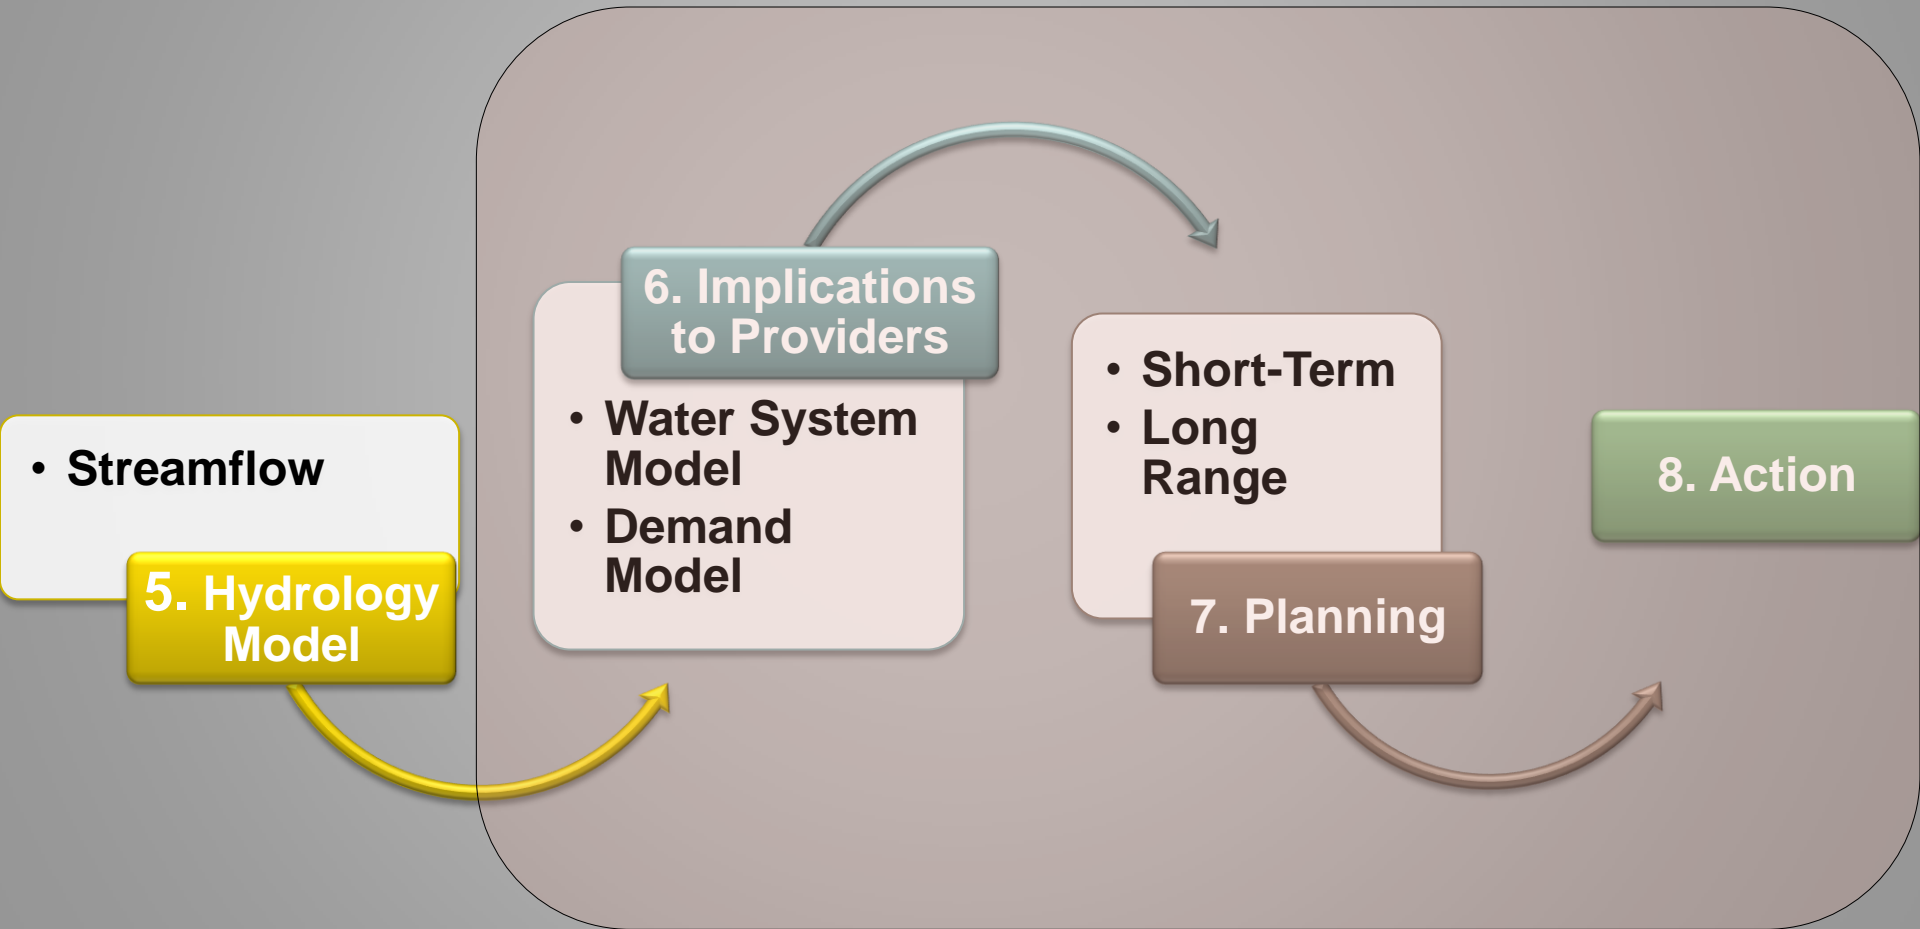 • Streamflow
5. Hydrology
Model
6. Implications
to Providers
• Water System
Model
• Demand
Model
• Short-Term
• Long
Range
7. Planning
8. Action